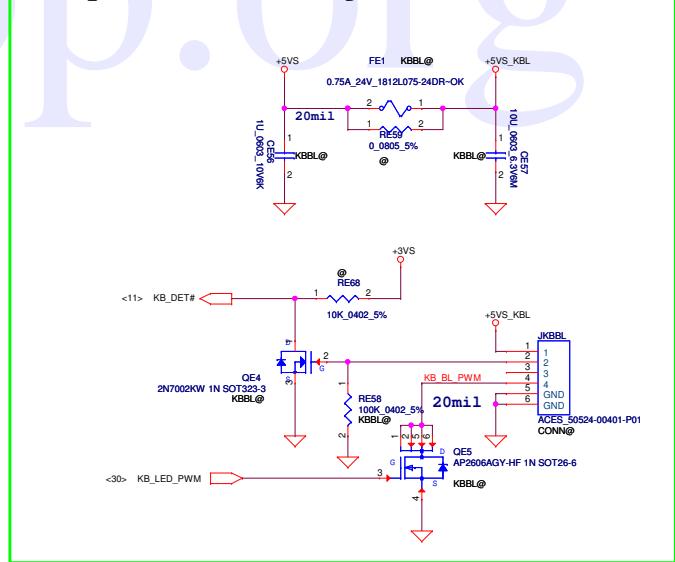 op.org
+5VS
FE1 KBBL@
+5VS_KBL
0.75A_24V_1812L075-24DR~OK
2 1
20mil
1 2
RE59
0_0805_5%
@
1U_0603_10V6K
CE56
1
KBBL@
2
10U_0603_6.3V6M
CE57
1
KBBL@
2
+3VS
@
RE68
<11> KB_DET#
1 2
10K_0402_5%
+5VS_KBL
JKBBL
1 1
2 2
3 3
4 4
5 GND
6 GND
ACES_50524-00401-P01
CONN@
D
1
2
G
S
3
QE4
2N7002KW 1N SOT323-3
KBBL@
KB_BL_PWM
1
RE58
100K_0402_5%
KBBL@
2
20mil
1 2 5 6
D
QE5
AP2606AGY-HF 1N SOT26-6
G
S
KBBL@
<30> KB_LED_PWM
3
4